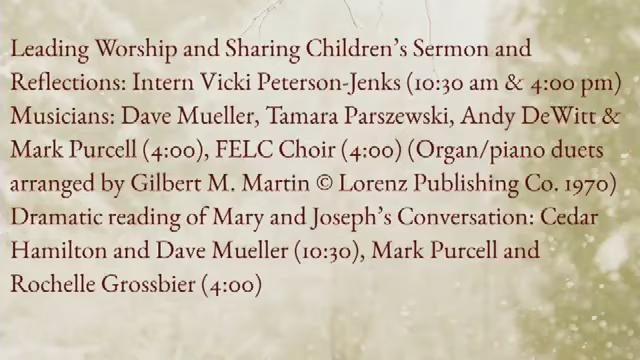 Leading Worship and Sharing Children’s Sermon and
Reflections: Intern Vicki Peterson-Jenks (10:30 am & 4:00 pm)
Musicians: Dave Mueller, Tamara Parszewski, Andy DeWitt &
Mark Purcell (4:00), FELC Choir (4:00) (Organ/piano duets
arranged by Gilbert M. Martin © Lorenz Publishing Co. 1970)
Dramatic reading of Mary and Joseph’s Conversation: Cedar
Hamilton and Dave Mueller (10:30), Mark Purcell and
Rochelle Grossbier (4:00)